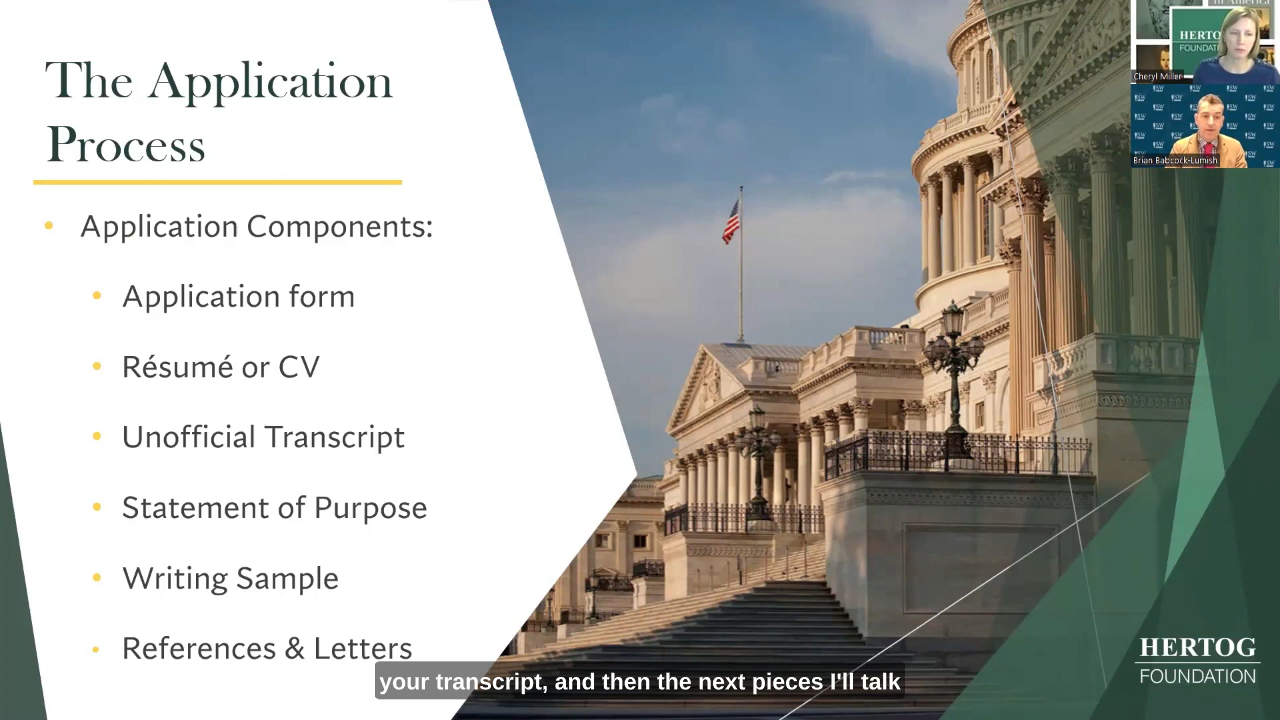 The Application
Process
Application Components:
Application form
Résumé or CV
Unofficial Transcript
Statement of Purpose
Writing Sample
References & Letters
your transcript, and then the next pieces I'll talk
Cheryl Miller
Brian Babcock-Lumish
HERTOG
FOUNDATION